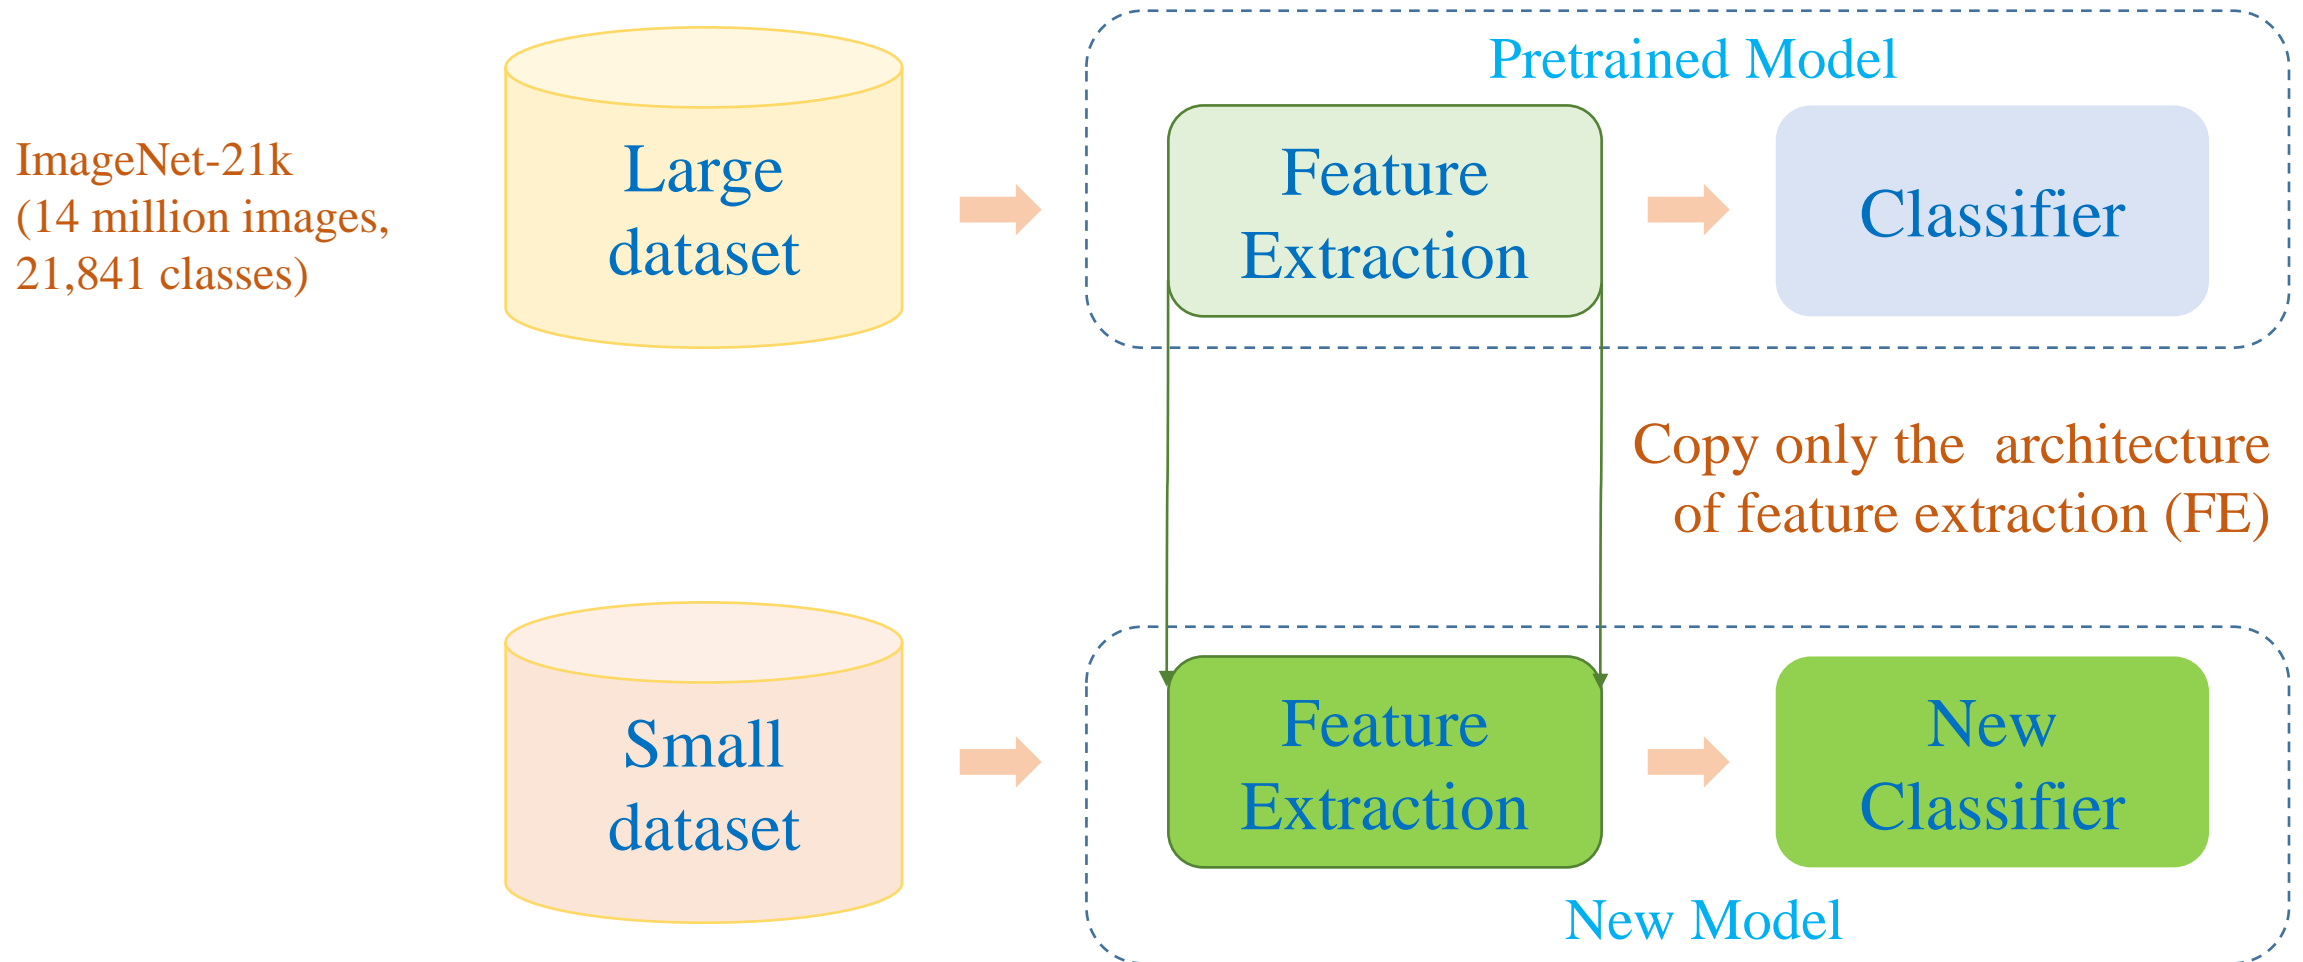 Pretrained Model
ImageNet-21k
(14 million images,
21,841 classes)
Large
dataset
Feature
Extraction
Classifier
Copy only the architecture
of feature extraction (FE)
Small
dataset
Feature
Extraction
New
Classifier
New Model